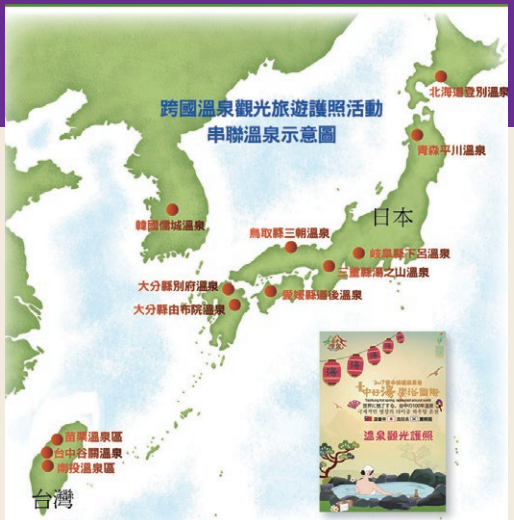 跨國溫泉觀光旅遊護照活動
串聯溫泉示意圖
北海道登別溫泉
青森平川溫泉
韓國儒城溫泉
日本
鳥取縣三朝溫泉
岐阜縣下呂溫泉
三重縣湯之山溫泉
大分縣別府溫泉
愛媛縣道後溫泉
大分縣由布院溫泉
苗栗溫泉區
台中谷關溫泉
南投溫泉區
台灣
湯
湯
湯
湯
溫泉觀光護照